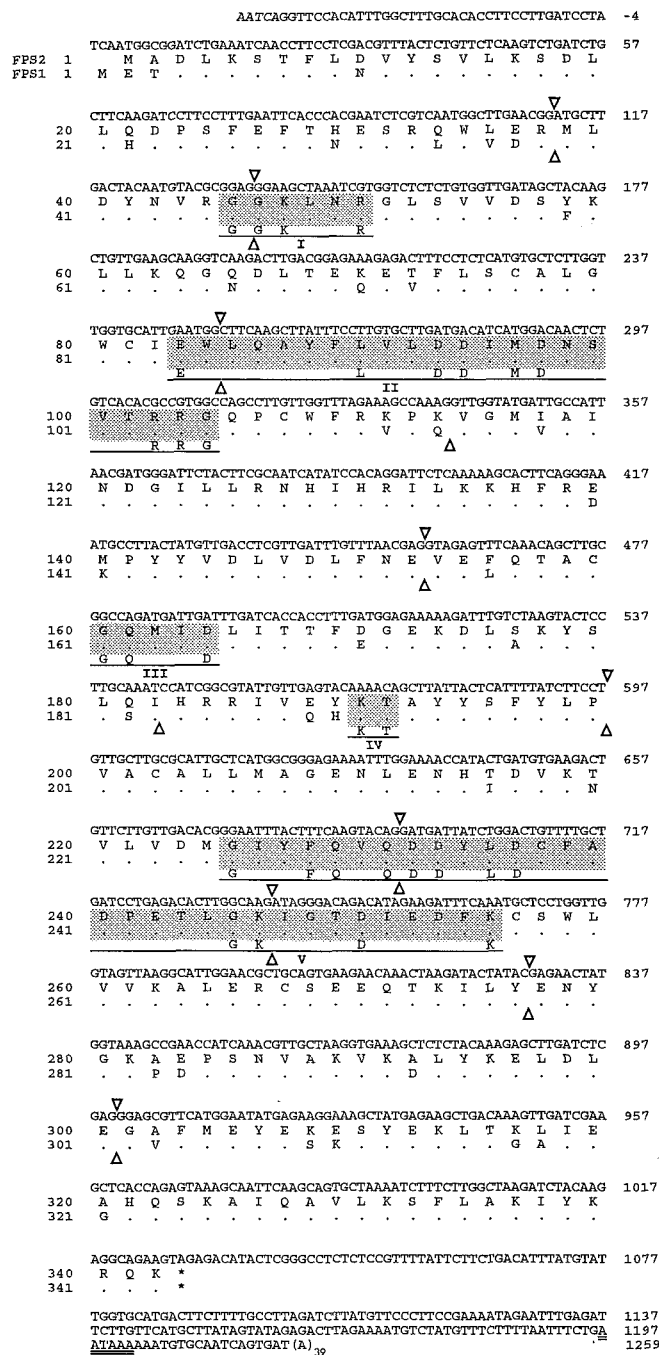 AATCAGGTTCCACATTTGGCTTTGCACACCTTCCTTGATCCTA -4
TCAATGGCGGATCTGAAATCAACCTTCCTCGACGTTTACTCTGTTCTCAAGTCTGATCTG 57
FPS2 1 M A D L K S T F L D V Y S V L K S D L
FPS1 1 M E T . . . . . . N . . . . . . . . .
CTTCAAGATCCTTCCTTTGAATTCACCCACGAATCTCGTCAATGGCTTGAACGGATGCTT 117
20 L Q D P S F E F T H E S R Q W L E R M L
21 . H . . . . . . . N . . . L . V D . . .
GACTACAATGTACGCGGAGGGAAGCTAAATCGTGGTCTCTCTGTGGTTGATAGCTACAAG 177
40 D Y N V R G G K L N R G L S V V D S Y K
41 . . . . . . . . . . . . . . . . . . F .
G G K R
I
CTGTTGAAGCAAGGTCAAGACTTGACGGAGAAAGAGACTTTCCTCTCATGTGCTCTTGGT 237
60 L L K Q G Q D L T E K E T F L S C A L G
61 . . . . . N . . . . Q . V . . . . . . .
TGGTGCATTGAATGGCTTCAAGCTTATTTCCTTGTGCTTGATGACATCATGGACAACTCT 297
80 W C I E W L Q A Y F L V L D D I M D N S
81 . . . . . . . . . . . . . . . . . . . .
E L D D M D
II
GTCACACGCCGTGGCCAGCCTTGTTGGTTTAGAAAGCCAAAGGTTGGTATGATTGCCATT 357
100 V T R R G Q P C W F R K P K V G M I A I
101 . . . . . . . . . . . V . Q . . . V . .
R R G
AACGATGGGATTCTACTTCGCAATCATATCCACAGGATTCTCAAAAAGCACTTCAGGGAA 417
120 N D G I L L R N H I H R I L K K H F R E
121 . . . . . . . . . . . . . . . . . . . D
ATGCCTTACTATGTTGACCTCGTTGATTTGTTTAACGAGGTAGAGTTTCAAACAGCTTGC 477
140 M P Y Y V D L V D L F N E V E F Q T A C
141 K . . . . . . . . . . . . . . L . . . .
GGCCAGATGATTGATTTGATCACCACCTTTGATGGAGAAAAAGATTTGTCTAAGTACTCC 537
160 G Q M I D L I T T F D G E K D L S K Y S
161 . . . . . . . . . . E . . . . . A . . .
G Q D
III
TTGCAAATCCATCGGCGTATTGTTGAGTACAAAACAGCTTATTACTCATTTTATCTTCCT 597
180 L Q I H R R I V E Y K T A Y Y S F Y L P
181 . S . . . . . . Q H . . . . . . . . . .
K T
IV
GTTGCTTGCGCATTGCTCATGGCGGGAGAAAATTTGGAAAACCATACTGATGTGAAGACT 657
200 V A C A L L M A G E N L E N H T D V K T
201 . . . . . . . . . . . . . . . I . . . N
GTTCTTGTTGACACGGGAATTTACTTTCAAGTACAGGATGATTATCTGGACTGTTTTGCT 717
220 V L V D M G I Y F Q V Q D D Y L D C F A
221 . . . . . . . . . . . . . . . . . . . .
G F Q Q D D L D
GATCCTGAGACACTTGGCAAGATAGGGACAGACATAGAAGATTTCAAATGCTCCTGGTTG 777
240 D P E T L G K I G T D I E D F K C S W L
241 . . . . . . . . . . . . . . . . . . . .
G K D K
V
GTAGTTAAGGCATTGGAACGCTGCAGTGAAGAACAAACTAAGATACTATACGAGAACTAT 837
260 V V K A L E R C S E E Q T K I L Y E N Y
261 . . . . . . . . . . . . . . . . . . . .
GGTAAAGCCGAACCATCAAACGTTGCTAAGGTGAAAGCTCTCTACAAAGAGCTTGATCTC 897
280 G K A E P S N V A K V K A L Y K E L D L
281 . . P D . . . . . . . . D . . . . . . .
GAGGGAGCGTTCATGGAATATGAGAAGGAAAGCTATGAGAAGCTGACAAAGTTGATCGAA 957
300 E G A F M E Y E K E S Y E K L T K L I E
301 . . V . . . . . S K . . . . . . G A . .
GCTCACCAGAGTAAAGCAATTCAAGCAGTGCTAAAATCTTTCTTGGCTAAGATCTACAAG 1017
320 A H Q S K A I Q A V L K S F L A K I Y K
321 G . . . . . . . . . . . . . . . . . . .
AGGCAGAAGTAGAGACATACTCGGGCCTCTCTCCGTTTTATTCTTCTGACATTTATGTAT 1077
340 R Q K *
341 . . . *
TGGTGCATGACTTCTTTTGCCTTAGATCTTATGTTCCCTTCCGAAAATAGAATTTGAGAT 1137
TCTTGTTCATGCTTATAGTATAGAGACTTAGAAAATGTCTATGTTTCTTTTAATTTCTGA 1197
ATAAAAAATGTGCAATCAGTGAT(A)39 1259